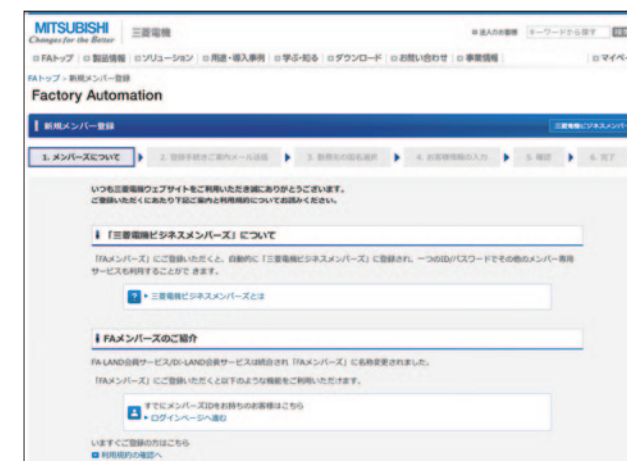 MITSUBISHI
Changes for the Better
三菱電機
法人のお客様
キーワードから探す
FAトップ 製品情報 ソリューション 用途・導入事例 学ぶ・知る ダウンロード お問い合わせ 事業情報
FAトップ > 新規メンバー登録
Factory Automation
新規メンバー登録
三菱電機ビジネスメンバー
1. メンバーズについて
2. 登録手続きご案内メール送信
3. 勤務先の国名選択
4. お客様情報の入力
5. 確認
6. 完了
いつも三菱電機ウェブサイトをご利用いただき誠にありがとうございます。
ご登録いただくにあたり下記ご案内と利用規約についてお読みください。
「三菱電機ビジネスメンバーズ」について
「FAメンバーズ」にご登録いただくと、自動的に「三菱電機ビジネスメンバーズ」に登録され、一つのID/パスワードでその他のメンバー専用
サービスも利用することが できます。
三菱電機ビジネスメンバーズとは
FAメンバーズのご紹介
FA-LAND会員サービス/DI-LAND会員サービスは統合され「FAメンバーズ」に名称変更されました。
「FAメンバーズ」にご登録いただくと以下のような機能をご利用いただけます。
すでにメンバーズIDをお持ちのお客様はこちら
ログインページへ進む
いますぐご登録の方はこちら
利用規約の確認へ